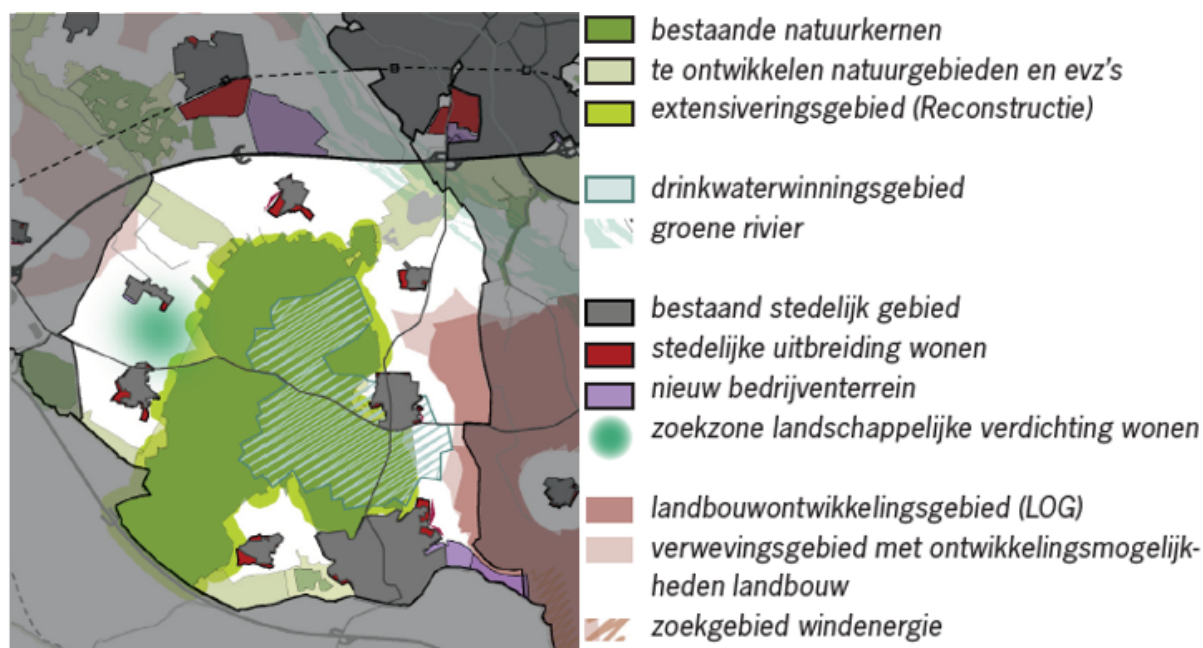 bestaande natuurkernen
te ontwikkelen natuurgebieden en evz's
extensiveringsgebied (Reconstructie)
drinkwaterwinningsgebied
groene rivier
bestaand stedelijk gebied
stedelijke uitbreiding wonen
nieuw bedrijventerrein
zoekzone landschappelijke verdichting wonen
landbouwontwikkelingsgebied (LOG)
verwevingsgebied met ontwikkelingsmogelijk-
heden landbouw
zoekgebied windenergie